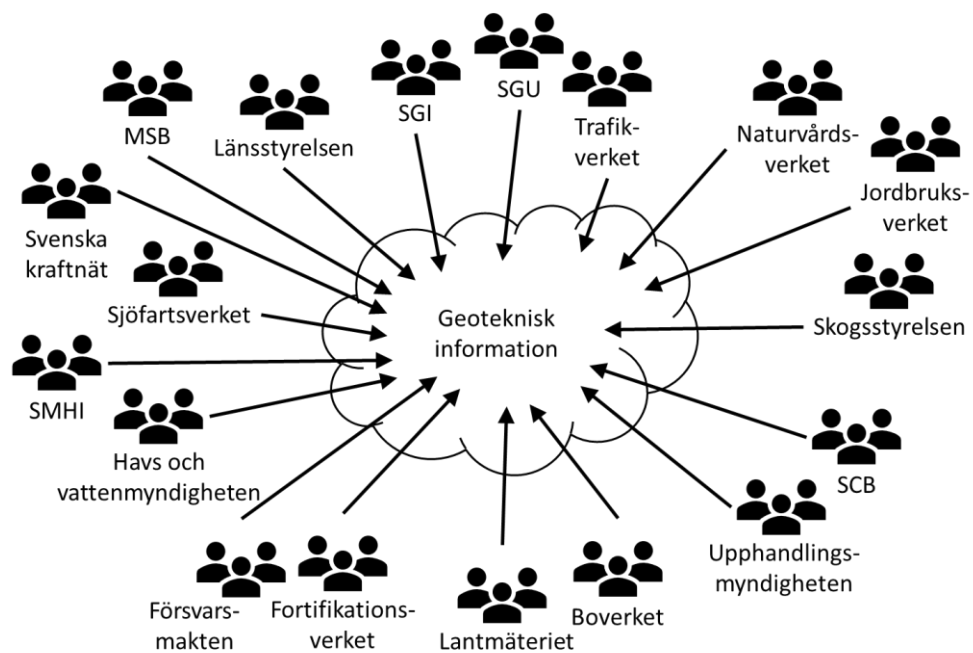 SGU
SGI
MSB
Länsstyrelsen
Trafik-
verket
Naturvårds-
verket
Jordbruks-
verket
Svenska
kraftnät
Sjöfartsverket
Geoteknisk
information
Skogsstyrelsen
SMHI
Havs och
vattenmyndigheten
SCB
Upphandlings-
myndigheten
Försvars-
makten
Fortifikations-
verket
Lantmäteriet
Boverket